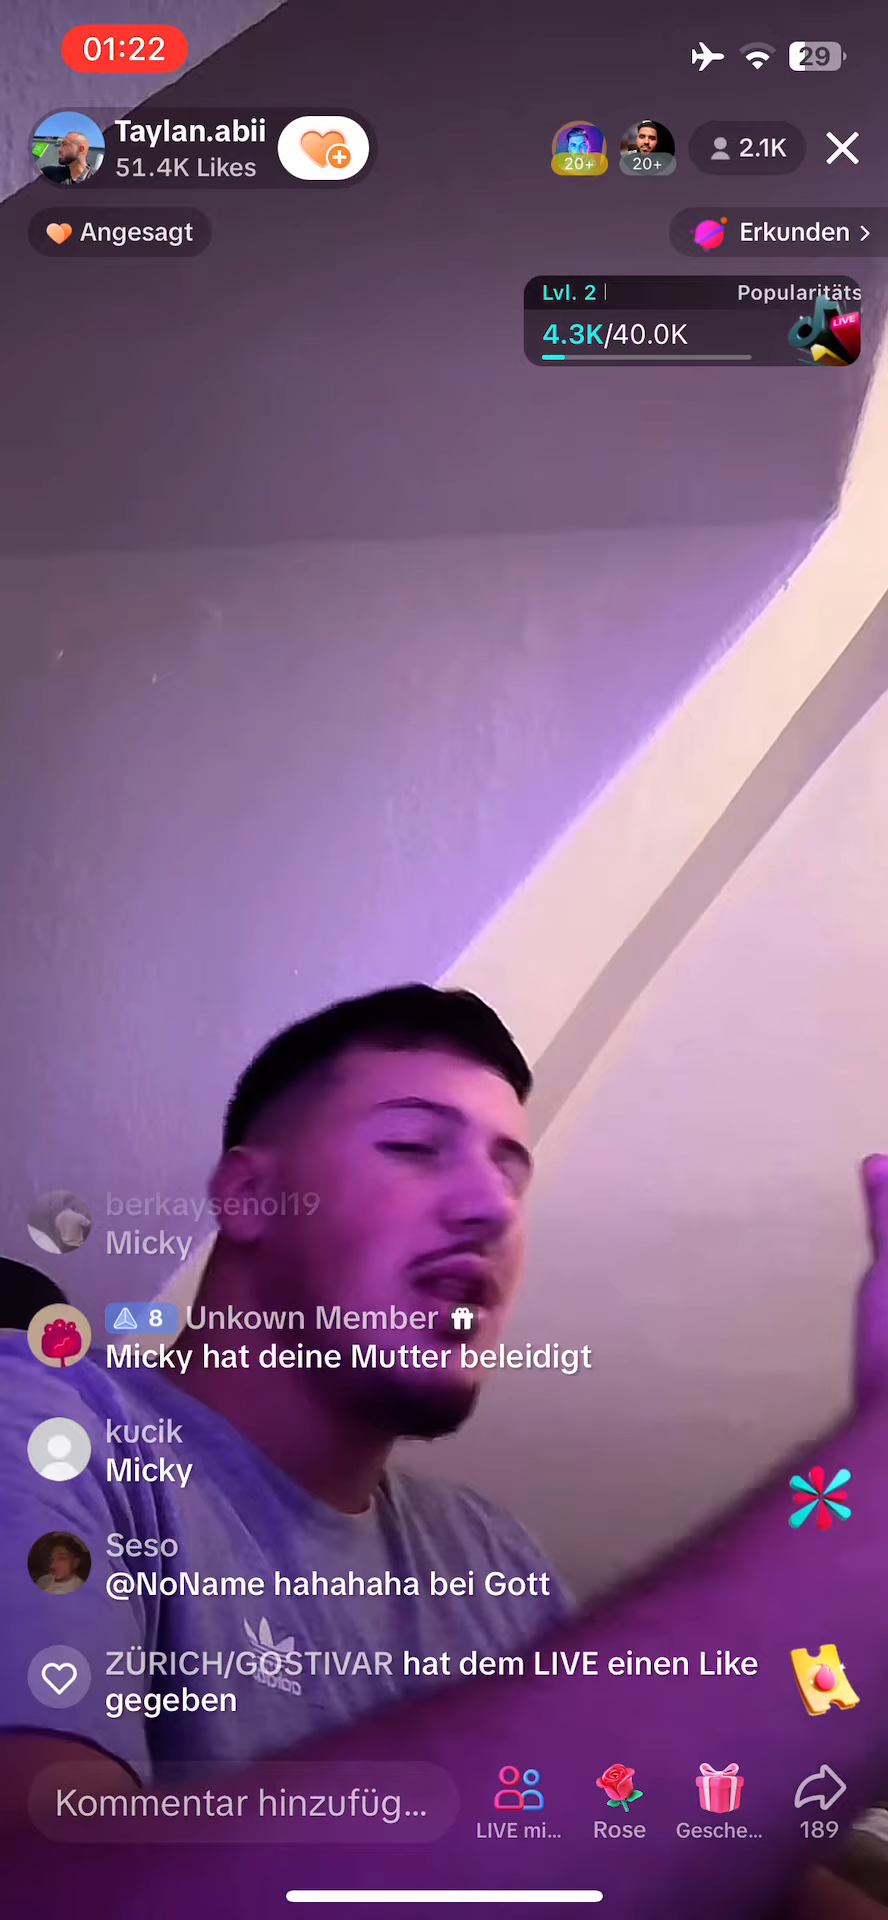 01:22
29
Taylan.abii
51.4K Likes
20+
20+
2.1K
Angesagt
Erkunden >
Lvl. 2
Popularitäts
4.3K/40.0K
LIVE
berkaysenol19
Micky
8 Unkown Member
Micky hat deine Mutter beleidigt
kucik
Micky
Seso
@NoName hahahaha bei Gott
ZÜRICH/GOSTIVAR hat dem LIVE einen Like
gegeben
adidas
Kommentar hinzufüg...
LIVE mi...
Rose
Gesche...
189